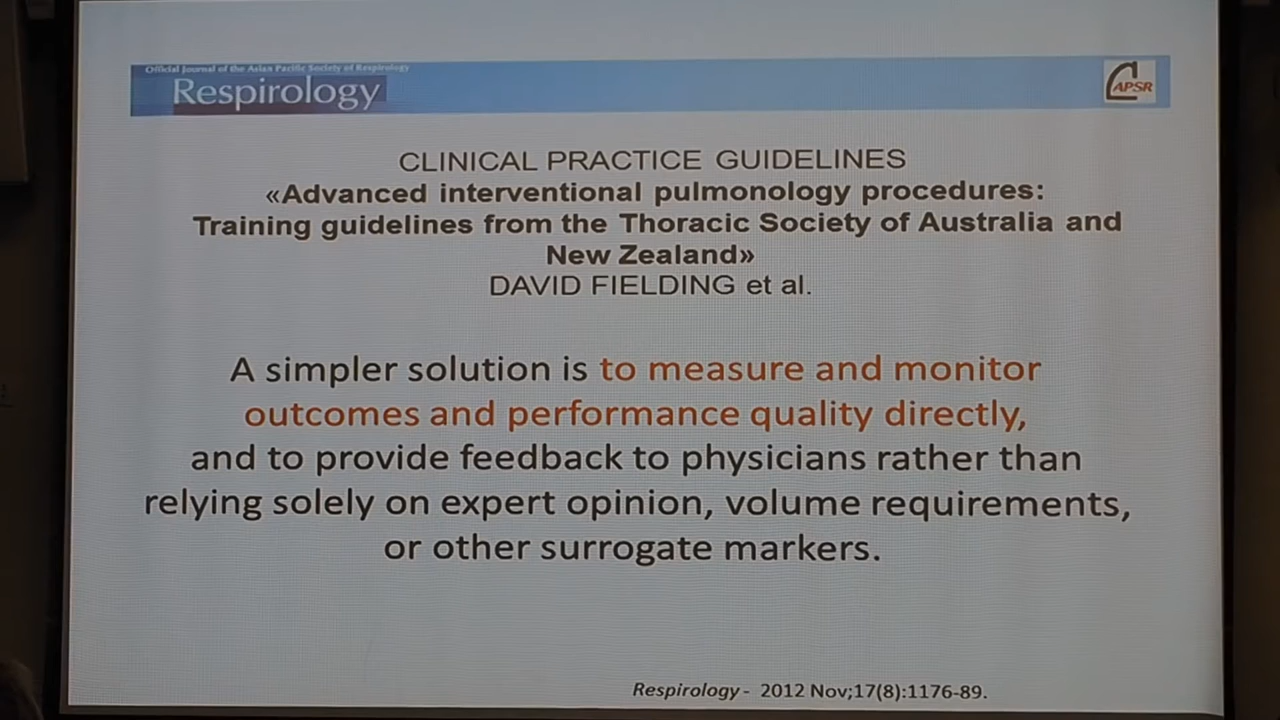 Official Journal of the Asian Pacific Society of Respirology
Respirology
APSR
CLINICAL PRACTICE GUIDELINES
«Advanced interventional pulmonology procedures:
Training guidelines from the Thoracic Society of Australia and
New Zealand»
DAVID FIELDING et al.
A simpler solution is to measure and monitor
outcomes and performance quality directly,
and to provide feedback to physicians rather than
relying solely on expert opinion, volume requirements,
or other surrogate markers.
Respirology - 2012 Nov;17(8):1176-89.